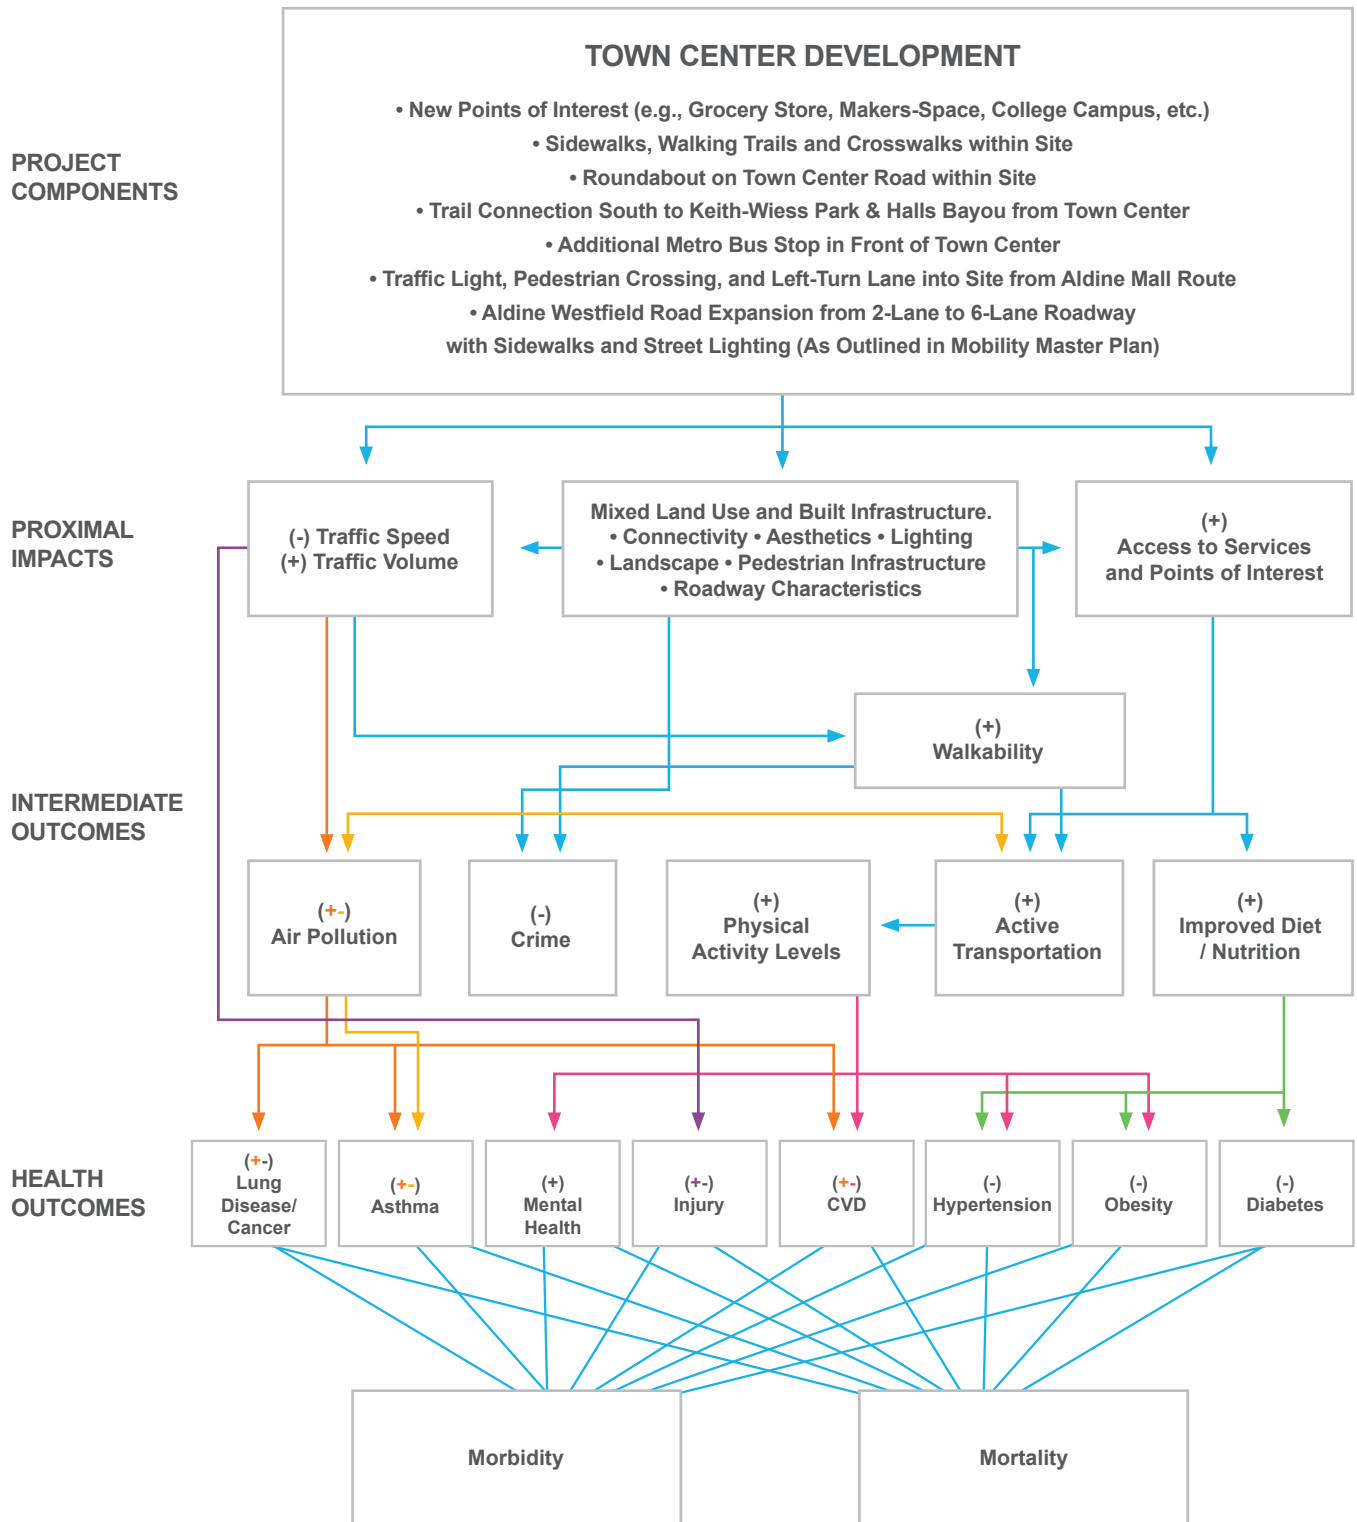 TOWN CENTER DEVELOPMENT
• New Points of Interest (e.g., Grocery Store, Makers-Space, College Campus, etc.)
• Sidewalks, Walking Trails and Crosswalks within Site
• Roundabout on Town Center Road within Site
• Trail Connection South to Keith-Wiess Park & Halls Bayou from Town Center
• Additional Metro Bus Stop in Front of Town Center
• Traffic Light, Pedestrian Crossing, and Left-Turn Lane into Site from Aldine Mall Route
• Aldine Westfield Road Expansion from 2-Lane to 6-Lane Roadway
with Sidewalks and Street Lighting (As Outlined in Mobility Master Plan)
PROJECT
COMPONENTS
PROXIMAL
IMPACTS
(-) Traffic Speed
(+) Traffic Volume
Mixed Land Use and Built Infrastructure.
• Connectivity • Aesthetics • Lighting
• Landscape • Pedestrian Infrastructure
• Roadway Characteristics
(+)
Access to Services
and Points of Interest
INTERMEDIATE
OUTCOMES
(+)
Walkability
(+-)
Air Pollution
(-)
Crime
(+)
Physical
Activity Levels
(+)
Active
Transportation
(+)
Improved Diet
/ Nutrition
HEALTH
OUTCOMES
(+-)
Lung
Disease/
Cancer
(+-)
Asthma
(+)
Mental
Health
(+-)
Injury
(+-)
CVD
(-)
Hypertension
(-)
Obesity
(-)
Diabetes
Morbidity
Mortality